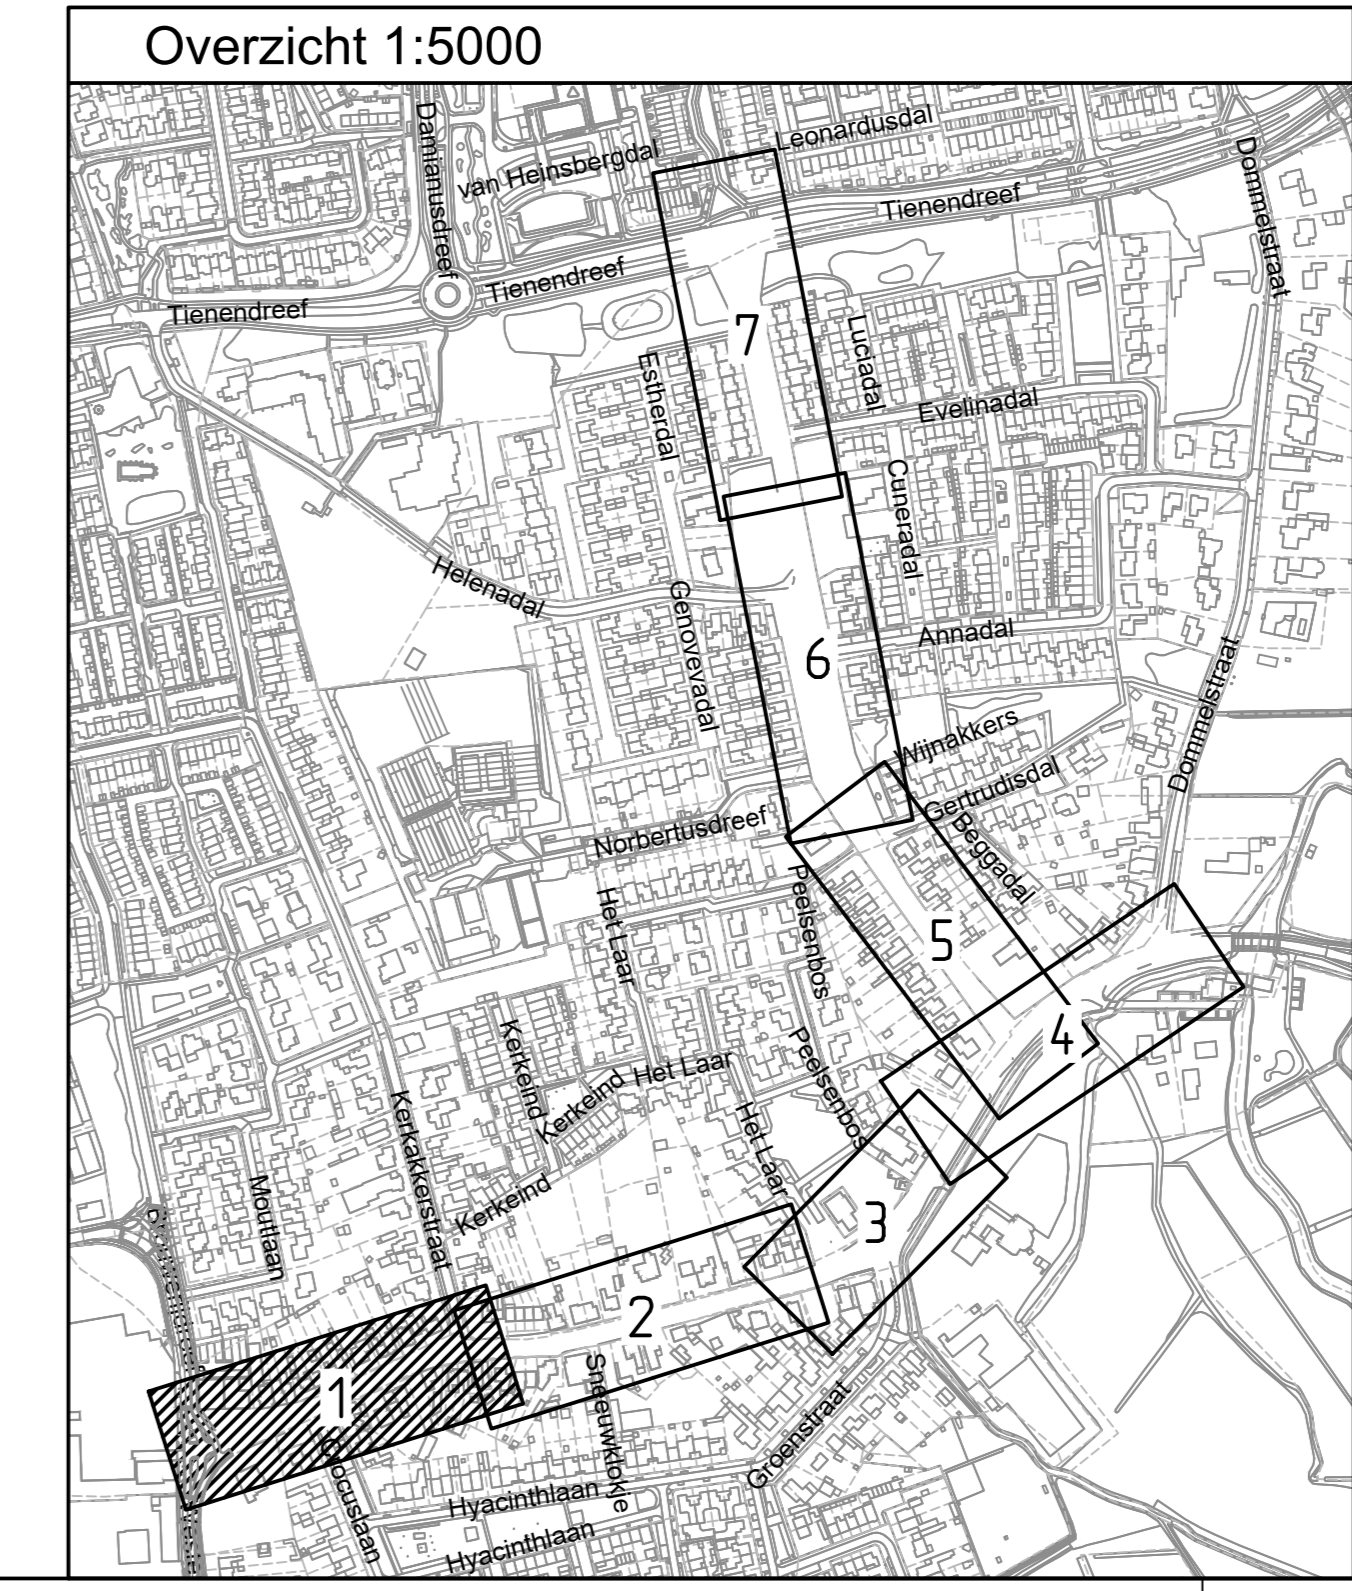 Overzicht 1:5000
Damianusdreef
van Heinsbergdal
Leonardusdal
Dommelstraat
Tienendreef
Tienendreef
Tienendreef
7
Estherdal
Luciadal
Evelinadal
Cuneradal
Helenadal
Genovevadal
Annadal
6
Dommelstraat
Wijnakkers
Gertrudisdal
Beggadal
Norbertusdreef
Peelsenbos
Het Laar
5
4
Kerkeind
Kerkeind
Het Laar
Peelsenbos
Kerkakkerstraat
Het Laar
Moutlaan
Kerkeind
3
2
1
Sneeuwklokje
Groenstraat
Crocuslaan
Hyacinthlaan
Hyacinthlaan